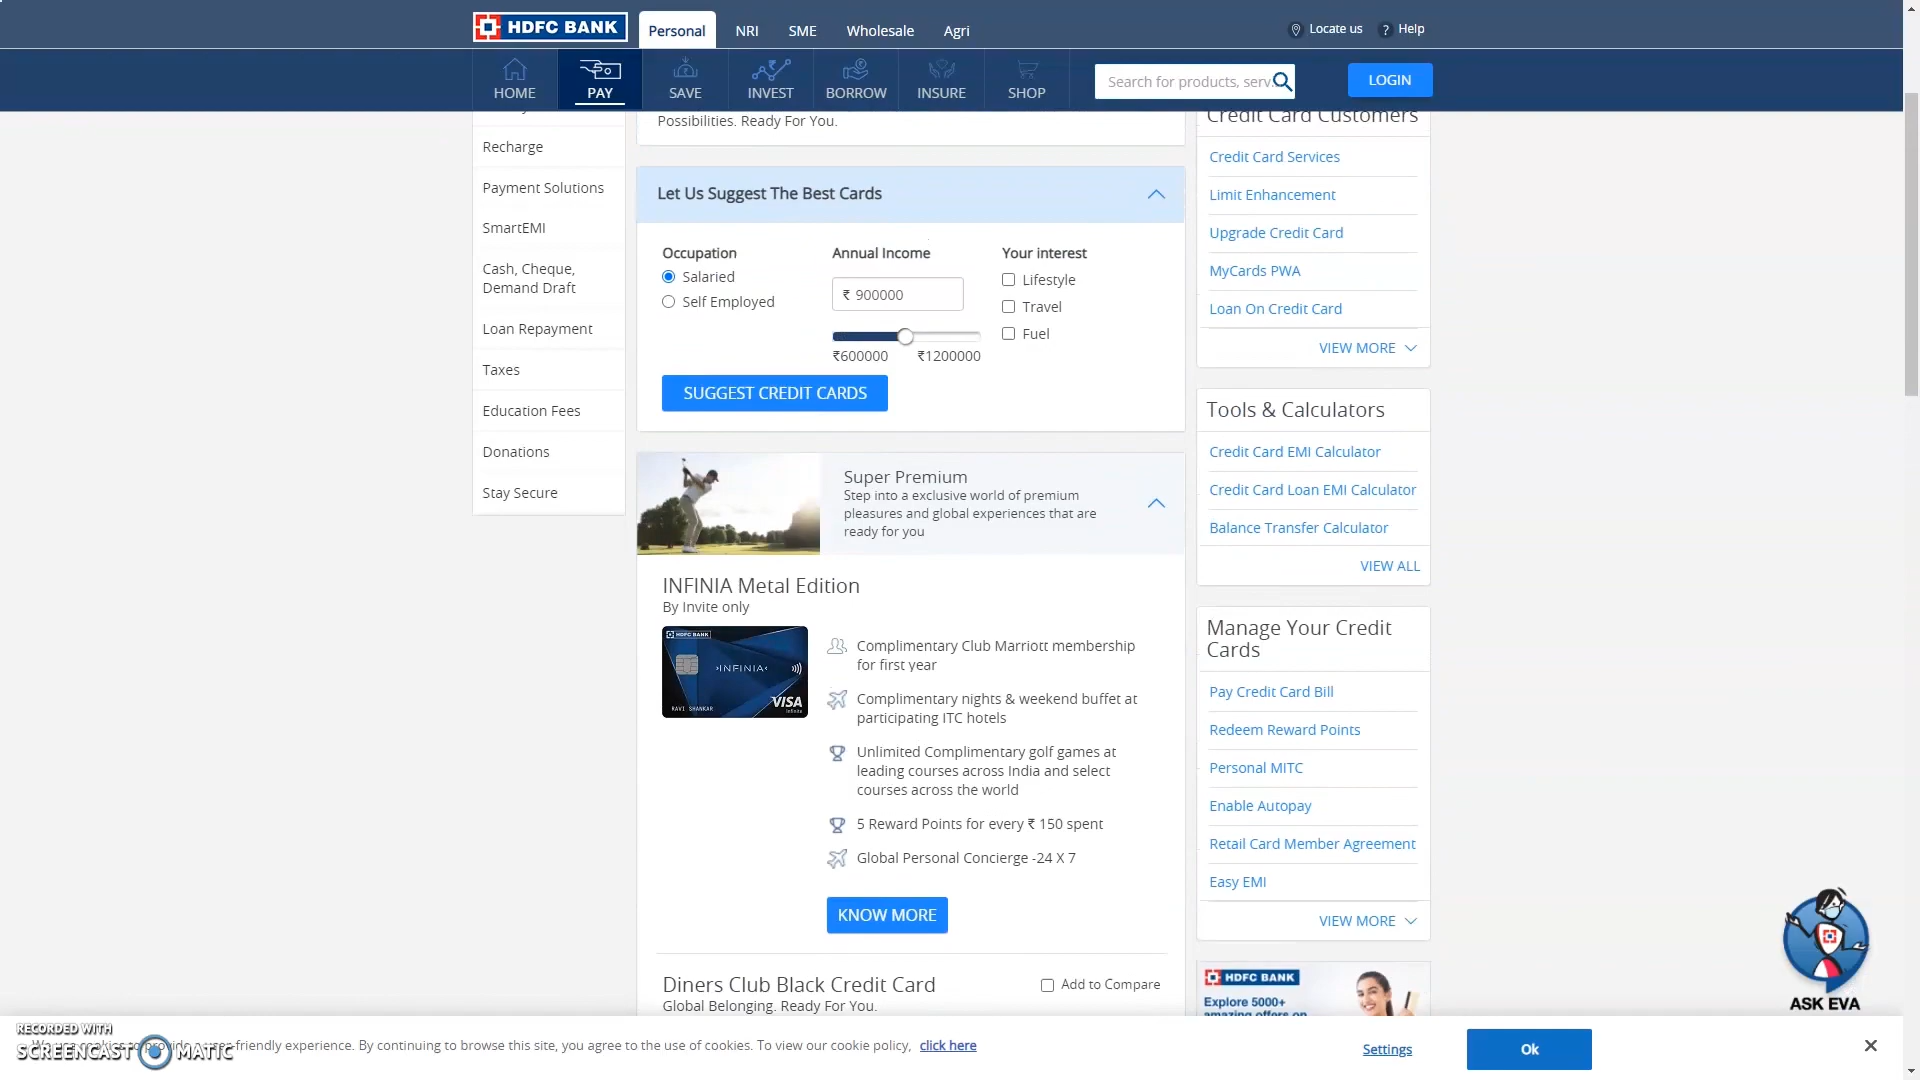 HDFC BANK
Personal
NRI
SME
Wholesale
Agri
Locate us
? Help
HOME
PAY
SAVE
INVEST
BORROW
INSURE
SHOP
Search for products, serv.
LOGIN
Recharge
Payment Solutions
SmartEMI
Cash, Cheque,
Demand Draft
Loan Repayment
Taxes
Education Fees
Donations
Stay Secure
Possibilities. Ready For You.
Let Us Suggest The Best Cards
Occupation
Salaried
Self Employed
Annual Income
₹ 900000
₹600000
₹1200000
Your interest
Lifestyle
Travel
Fuel
SUGGEST CREDIT CARDS
Super Premium
Step into a exclusive world of premium
pleasures and global experiences that are
ready for you
INFINIA Metal Edition
By Invite only
HDFC BANK
INFINIA
RAVI SHANKAR
VISA
Infinite
Complimentary Club Marriott membership
for first year
Complimentary nights & weekend buffet at
participating ITC hotels
Unlimited Complimentary golf games at
leading courses across India and select
courses across the world
5 Reward Points for every ₹ 150 spent
Global Personal Concierge -24 X 7
KNOW MORE
Diners Club Black Credit Card
Add to Compare
Global Belonging. Ready For You.
Credit Card Customers
Credit Card Services
Limit Enhancement
Upgrade Credit Card
MyCards PWA
Loan On Credit Card
VIEW MORE
Tools & Calculators
Credit Card EMI Calculator
Credit Card Loan EMI Calculator
Balance Transfer Calculator
VIEW ALL
Manage Your Credit
Cards
Pay Credit Card Bill
Redeem Reward Points
Personal MITC
Enable Autopay
Retail Card Member Agreement
Easy EMI
VIEW MORE
HDFC BANK
Explore 5000+
amazing offers on
ASK EVA
RECORDED WITH
SCREENCAST MATIC
friendly experience. By continuing to browse this site, you agree to the use of cookies. To view our cookie policy, click here
Settings
Ok